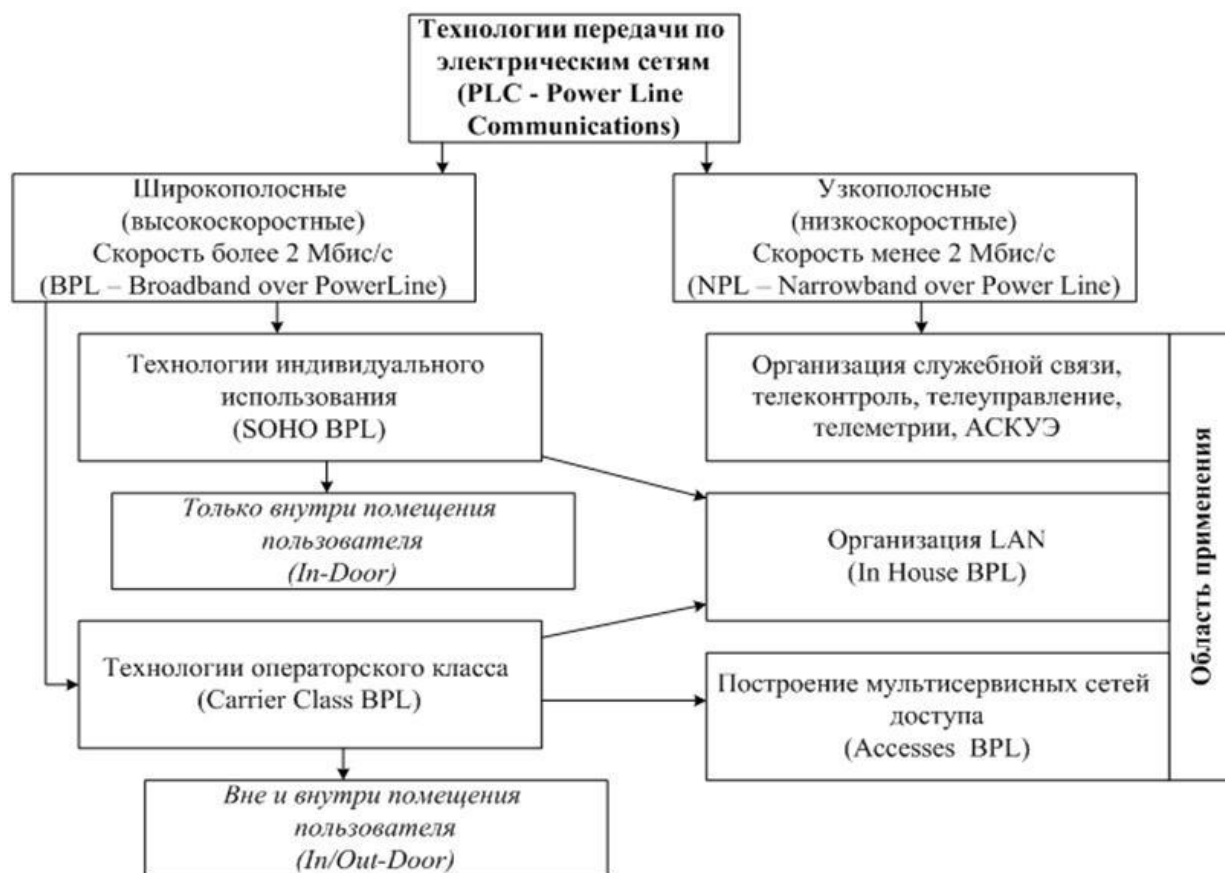 Технологии передачи по
электрическим сетям
(PLC - Power Line
Communications)
Широкополосные
(высокоскоростные)
Скорость более 2 Мбис/с
(BPL – Broadband over PowerLine)
Узкополосные
(низкоскоростные)
Скорость менее 2 Мбис/с
(NPL – Narrowband over Power Line)
Технологии индивидуального
использования
(SOHO BPL)
Организация служебной связи,
телеконтроль, телеуправление,
телеметрии, АСКУЭ
Только внутри помещения
пользователя
(In-Door)
Организация LAN
(In House BPL)
Технологии операторского класса
(Carrier Class BPL)
Построение мультисервисных сетей
доступа
(Accesses BPL)
Вне и внутри помещения
пользователя
(In/Out-Door)
Область применения